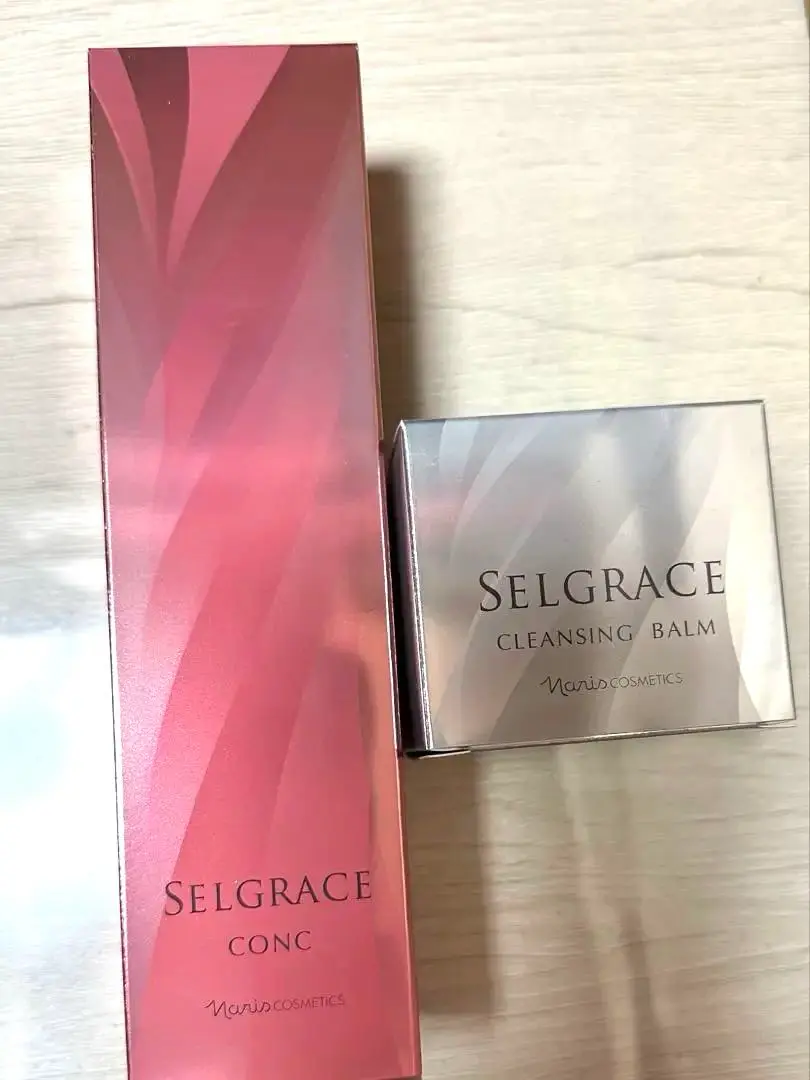 SELGRACE
CONC
Naris COSMETICS
SELGRACE
CLEANSING BALM
Naris COSMETICS